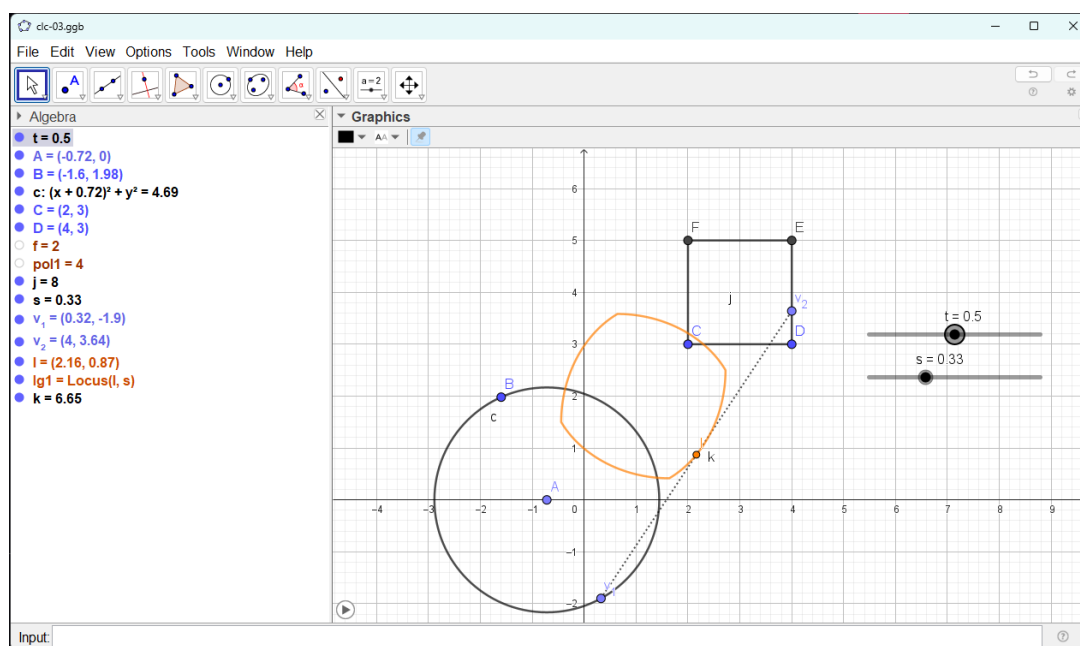 clc-03.ggb
File Edit View Options Tools Window Help
A
α
a=2
Algebra
t = 0.5
A = (-0.72, 0)
B = (-1.6, 1.98)
c: (x + 0.72)² + y² = 4.69
C = (2, 3)
D = (4, 3)
f = 2
pol1 = 4
j = 8
s = 0.33
v₁ = (0.32, -1.9)
v₂ = (4, 3.64)
l = (2.16, 0.87)
lg1 = Locus(l, s)
k = 6.65
Graphics
AA
6
F E
5
4
j
v₂
t = 0.5
C D
3
s = 0.33
B
2
c
1
l
k
A
–4 –3 –2 –1 0 1 2 3 4 5 6 7 8 9
–1
v₁
–2
Input: